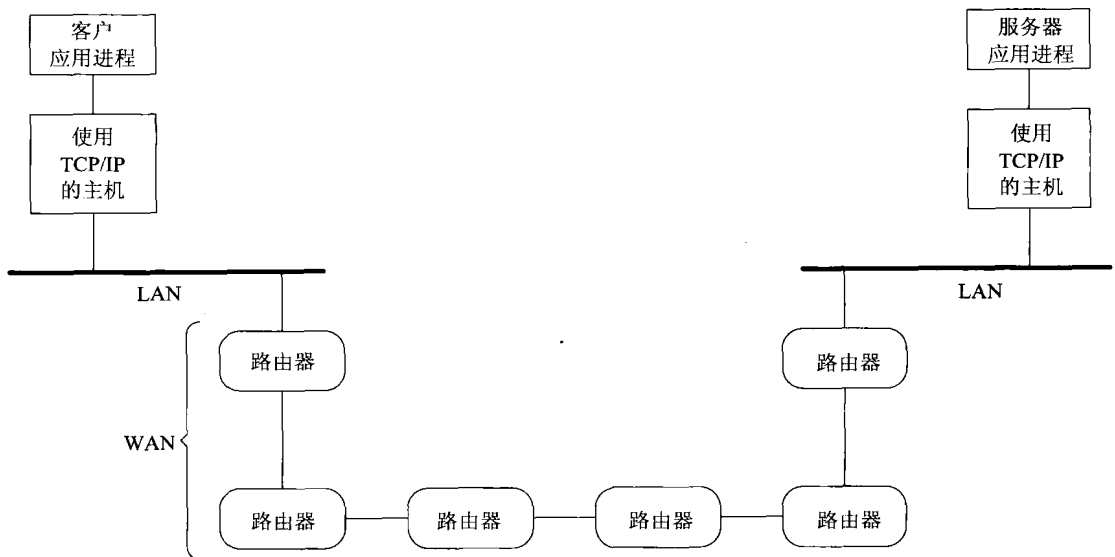 客户
应用进程
服务器
应用进程
使用
TCP/IP
的主机
使用
TCP/IP
的主机
LAN
LAN
路由器
路由器
WAN
路由器
路由器
路由器
路由器